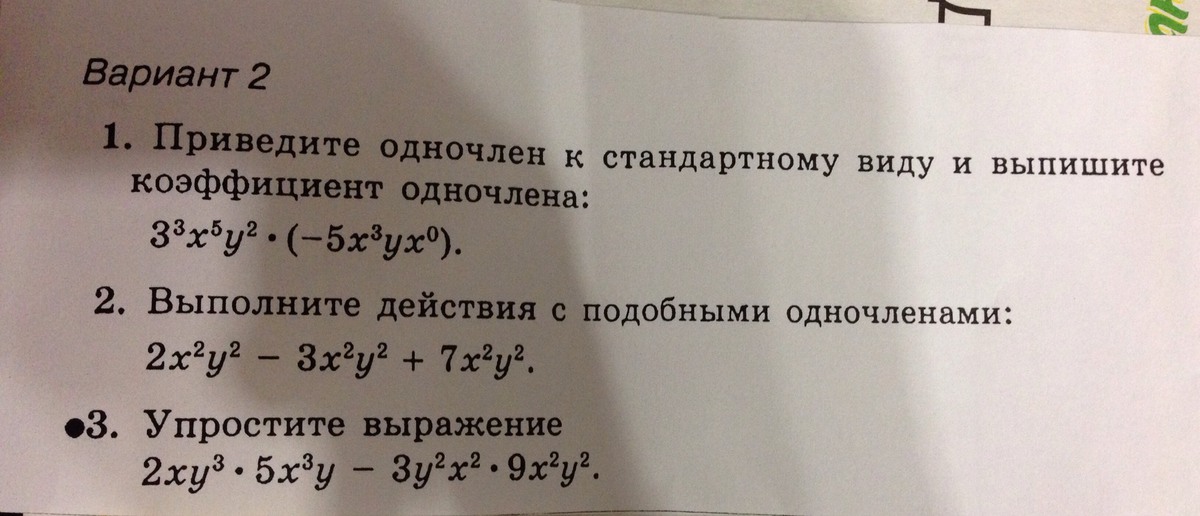 Вариант 2
1. Приведите одночлен к стандартному виду и выпишите
коэффициент одночлена:
3³x⁵y² · (−5x³yx⁰).
2. Выполните действия с подобными одночленами:
2x²y² − 3x²y² + 7x²y².
●3. Упростите выражение
2xy³ · 5x³y − 3y²x² · 9x²y².